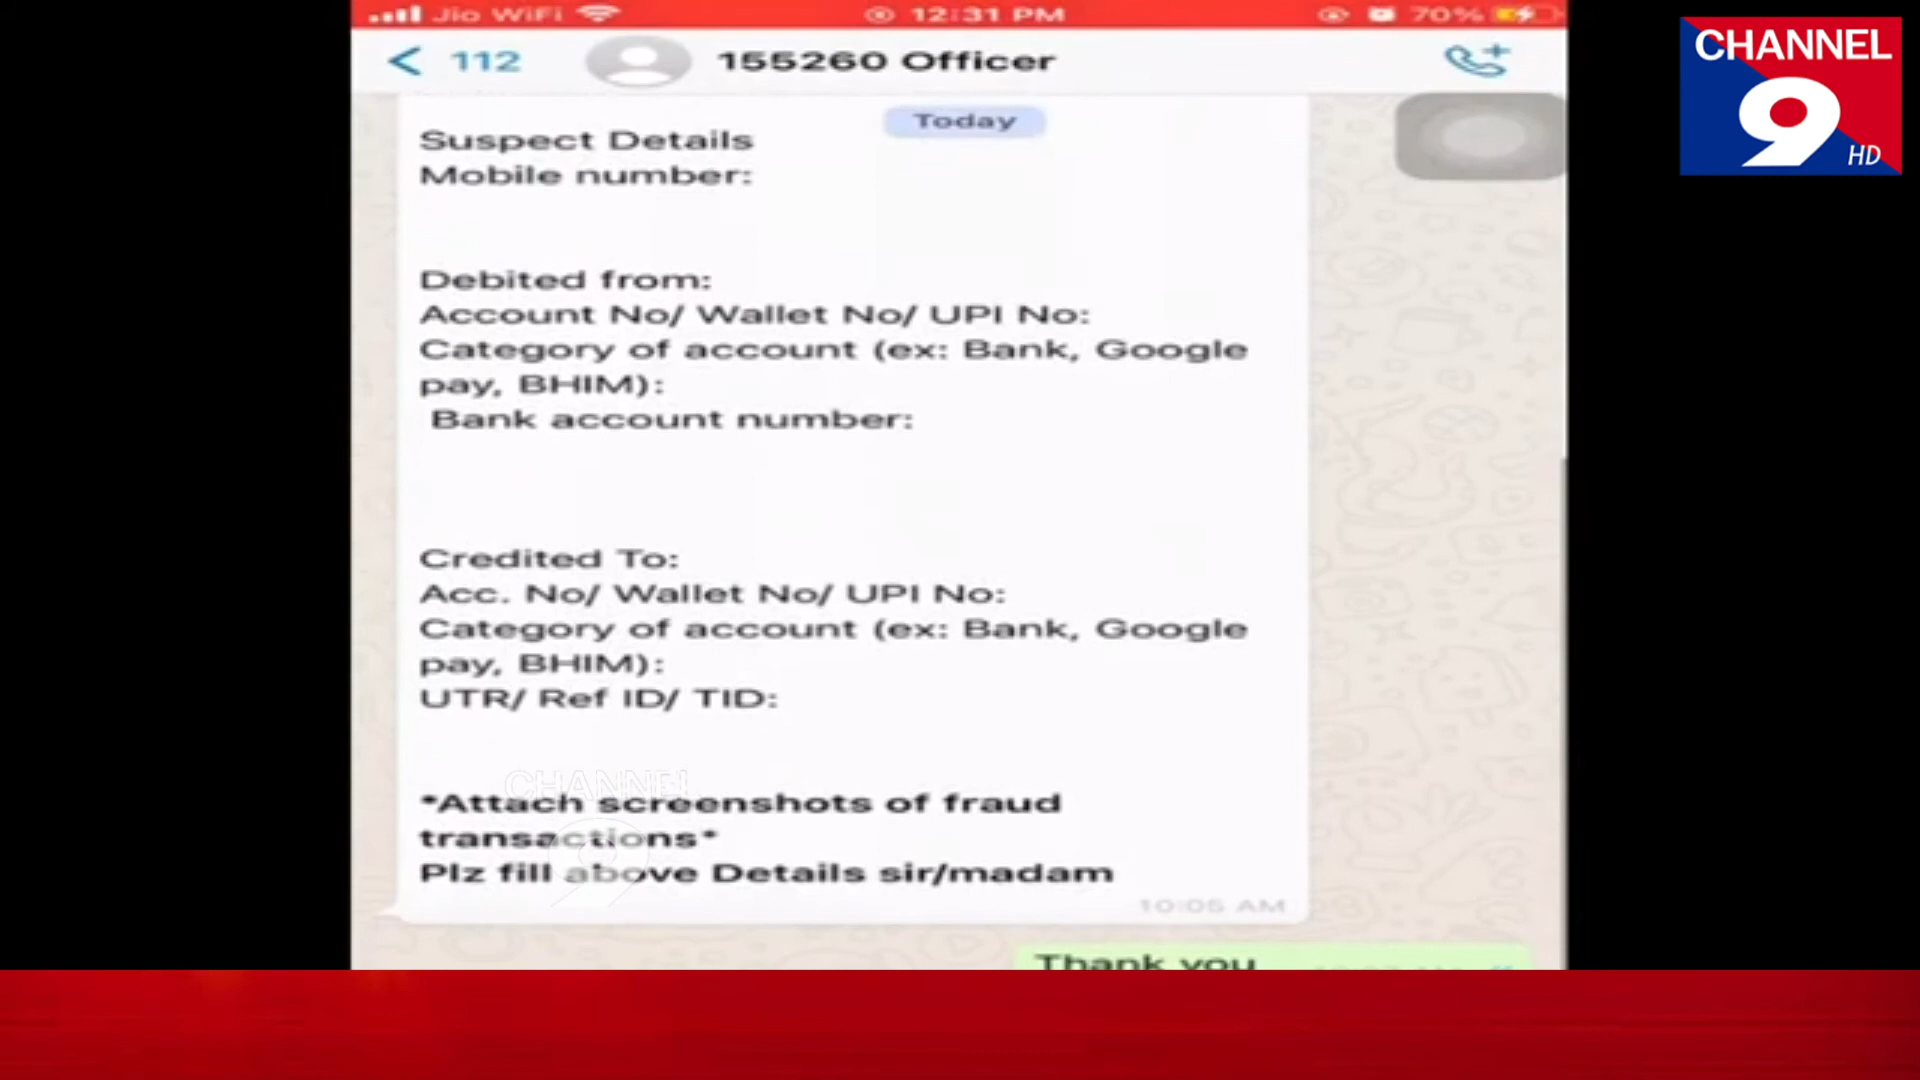 Jio WiFi
12:31 PM
70%
112
155260 Officer
CHANNEL
9
HD
Today
Suspect Details
Mobile number:
Debited from:
Account No/ Wallet No/ UPI No:
Category of account (ex: Bank, Google
pay, BHIM):
Bank account number:
Credited To:
Acc. No/ Wallet No/ UPI No:
Category of account (ex: Bank, Google
pay, BHIM):
UTR/ Ref ID/ TID:
CHANNEL
9
*Attach screenshots of fraud
transactions*
Plz fill above Details sir/madam
10:05 AM
Thank you